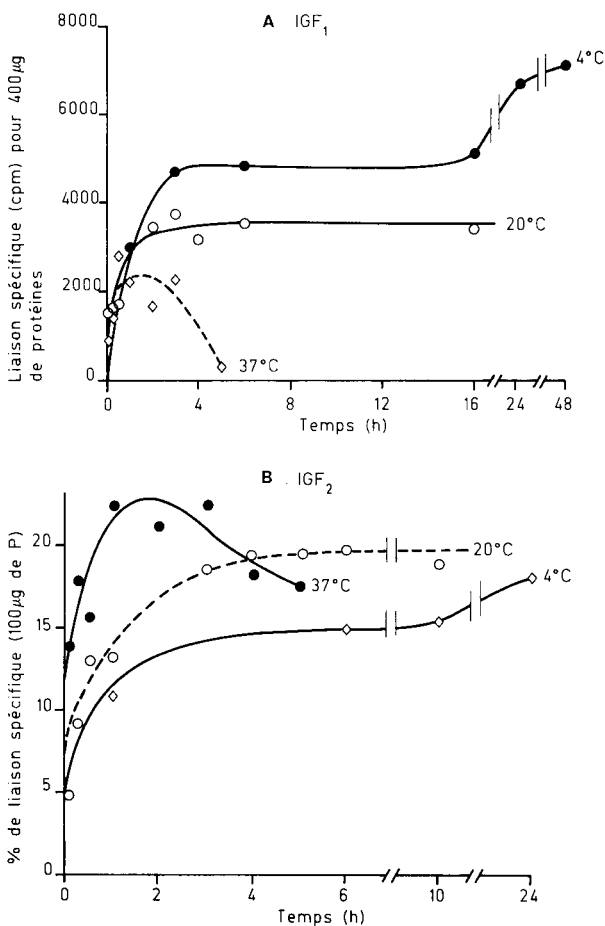 A IGF1
Liaison spécifique (cpm) pour 400µg
de protéines
8000
6000
4000
2000
0
4°C
20°C
37°C
0 4 8 12 16 24 48
Temps (h)
B . IGF2
% de liaison spécifique (100µg de P)
20
15
10
5
0
20°C
4°C
37°C
0 2 4 6 10 24
Temps (h)